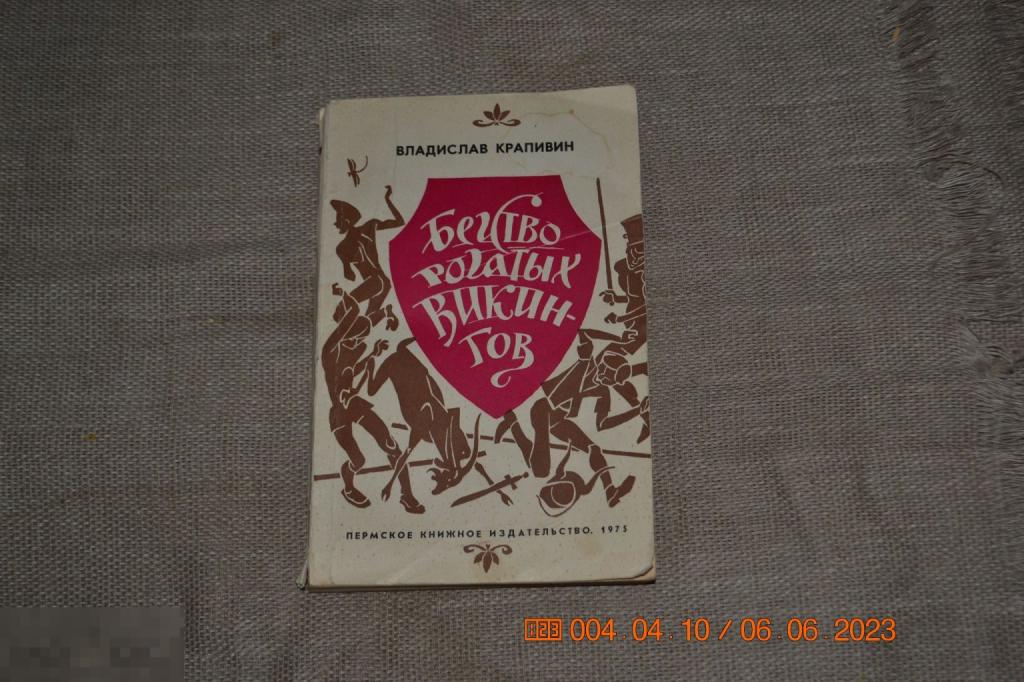 ВЛАДИСЛАВ КРАПИВИН
Бегство
рогатых
викин-
гов
ПЕРМСКОЕ КНИЖНОЕ ИЗДАТЕЛЬСТВО. 1975
004.04.10 / 06.06 2023